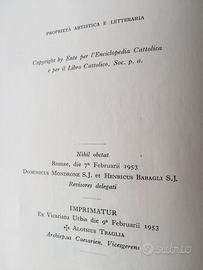 PROPRIETÀ ARTISTICA E LETTERARIA
Copyright by Ente per l'Enciclopedia Cattolica
e per il Libro Cattolico, Soc. p. a.
Nihil obstat
Romae, die 7ª Februarii 1953
DOMINICUS MONDRONE S.J. et HENRICUS BARAGLI S.J.
Revisores delegati
IMPRIMATUR
Ex Vicariatu Urbis die 9ª Februarii 1953
✠ ALOISIUS TRAGLIA
Archiep.us Caesarien. Vicesgerens
subito.it